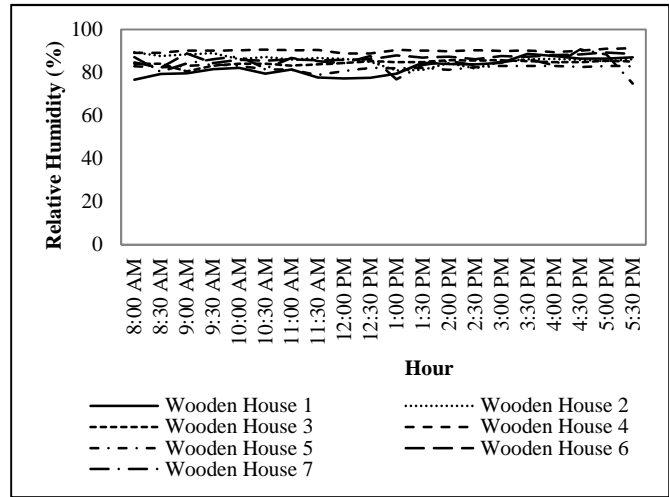 Relative Humidity (%)
100
80
60
40
20
0
8:00 AM
8:30 AM
9:00 AM
9:30 AM
10:00 AM
10:30 AM
11:00 AM
11:30 AM
12:00 PM
12:30 PM
1:00 PM
1:30 PM
2:00 PM
2:30 PM
3:00 PM
3:30 PM
4:00 PM
4:30 PM
5:00 PM
5:30 PM
Hour
Wooden House 1
Wooden House 2
Wooden House 3
Wooden House 4
Wooden House 5
Wooden House 6
Wooden House 7